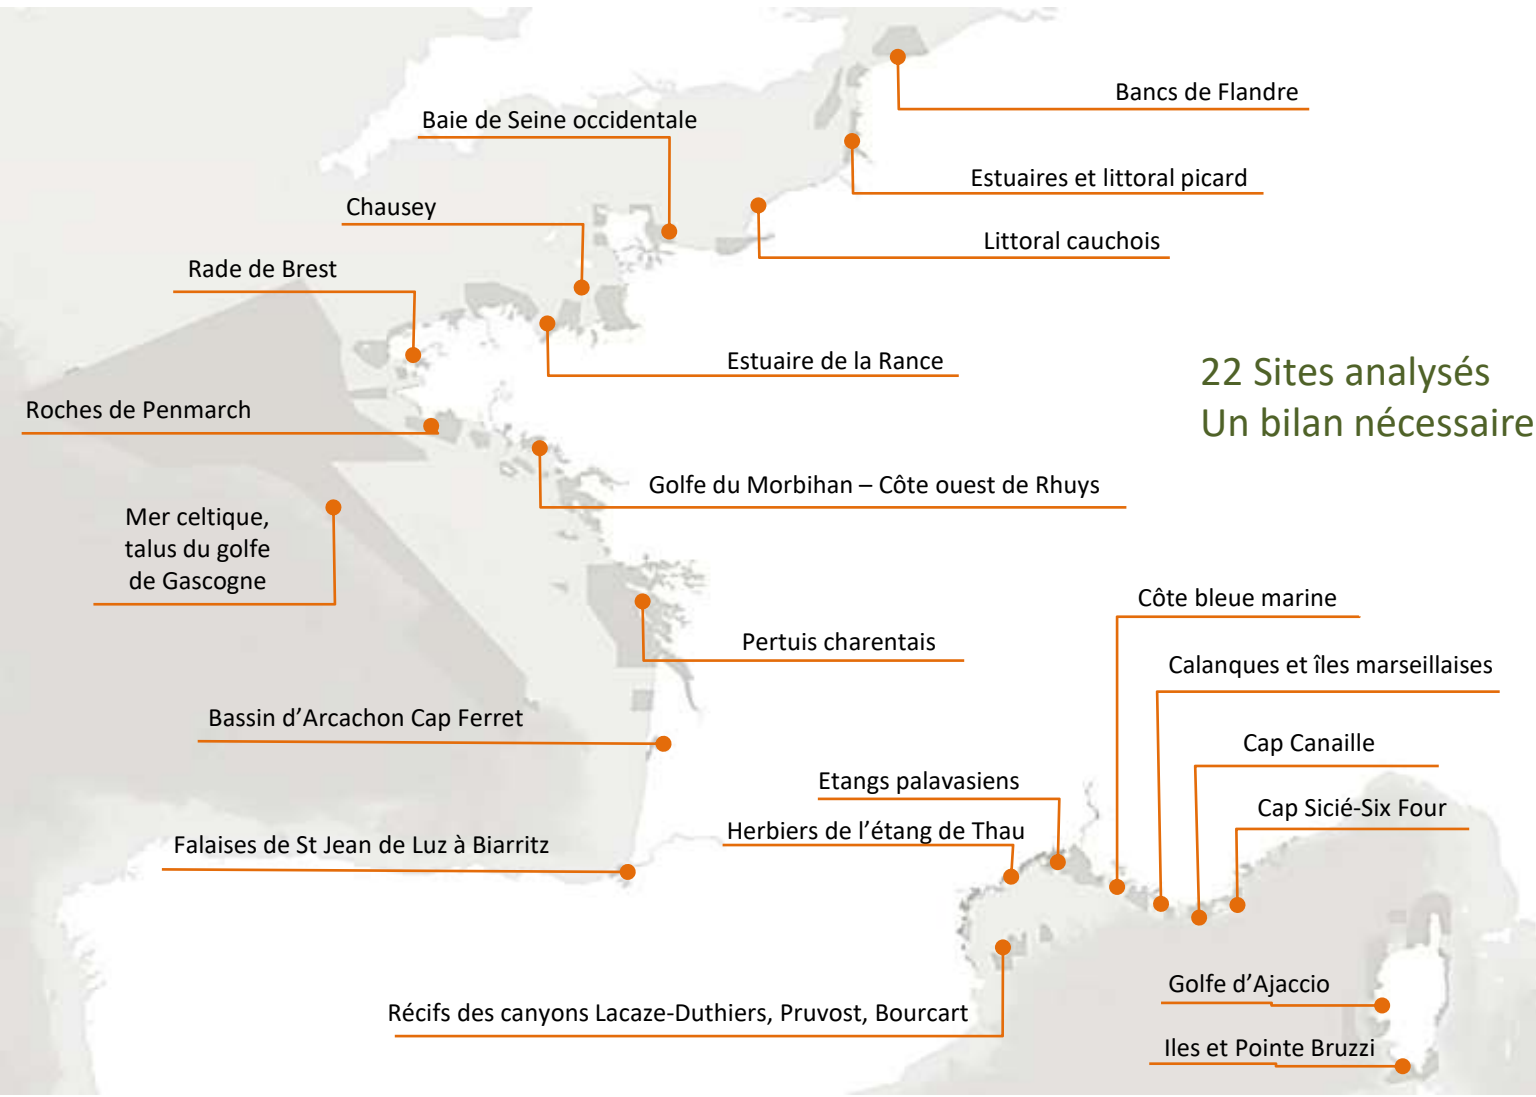 Bancs de Flandre
Baie de Seine occidentale
Estuaires et littoral picard
Chausey
Littoral cauchois
Rade de Brest
Estuaire de la Rance
22 Sites analysés
Un bilan nécessaire
Roches de Penmarch
Golfe du Morbihan – Côte ouest de Rhuys
Mer celtique,
talus du golfe
de Gascogne
Côte bleue marine
Pertuis charentais
Calanques et îles marseillaises
Bassin d’Arcachon Cap Ferret
Cap Canaille
Etangs palavasiens
Cap Sicié-Six Four
Herbiers de l’étang de Thau
Falaises de St Jean de Luz à Biarritz
Golfe d’Ajaccio
Récifs des canyons Lacaze-Duthiers, Pruvost, Bourcart
Iles et Pointe Bruzzi